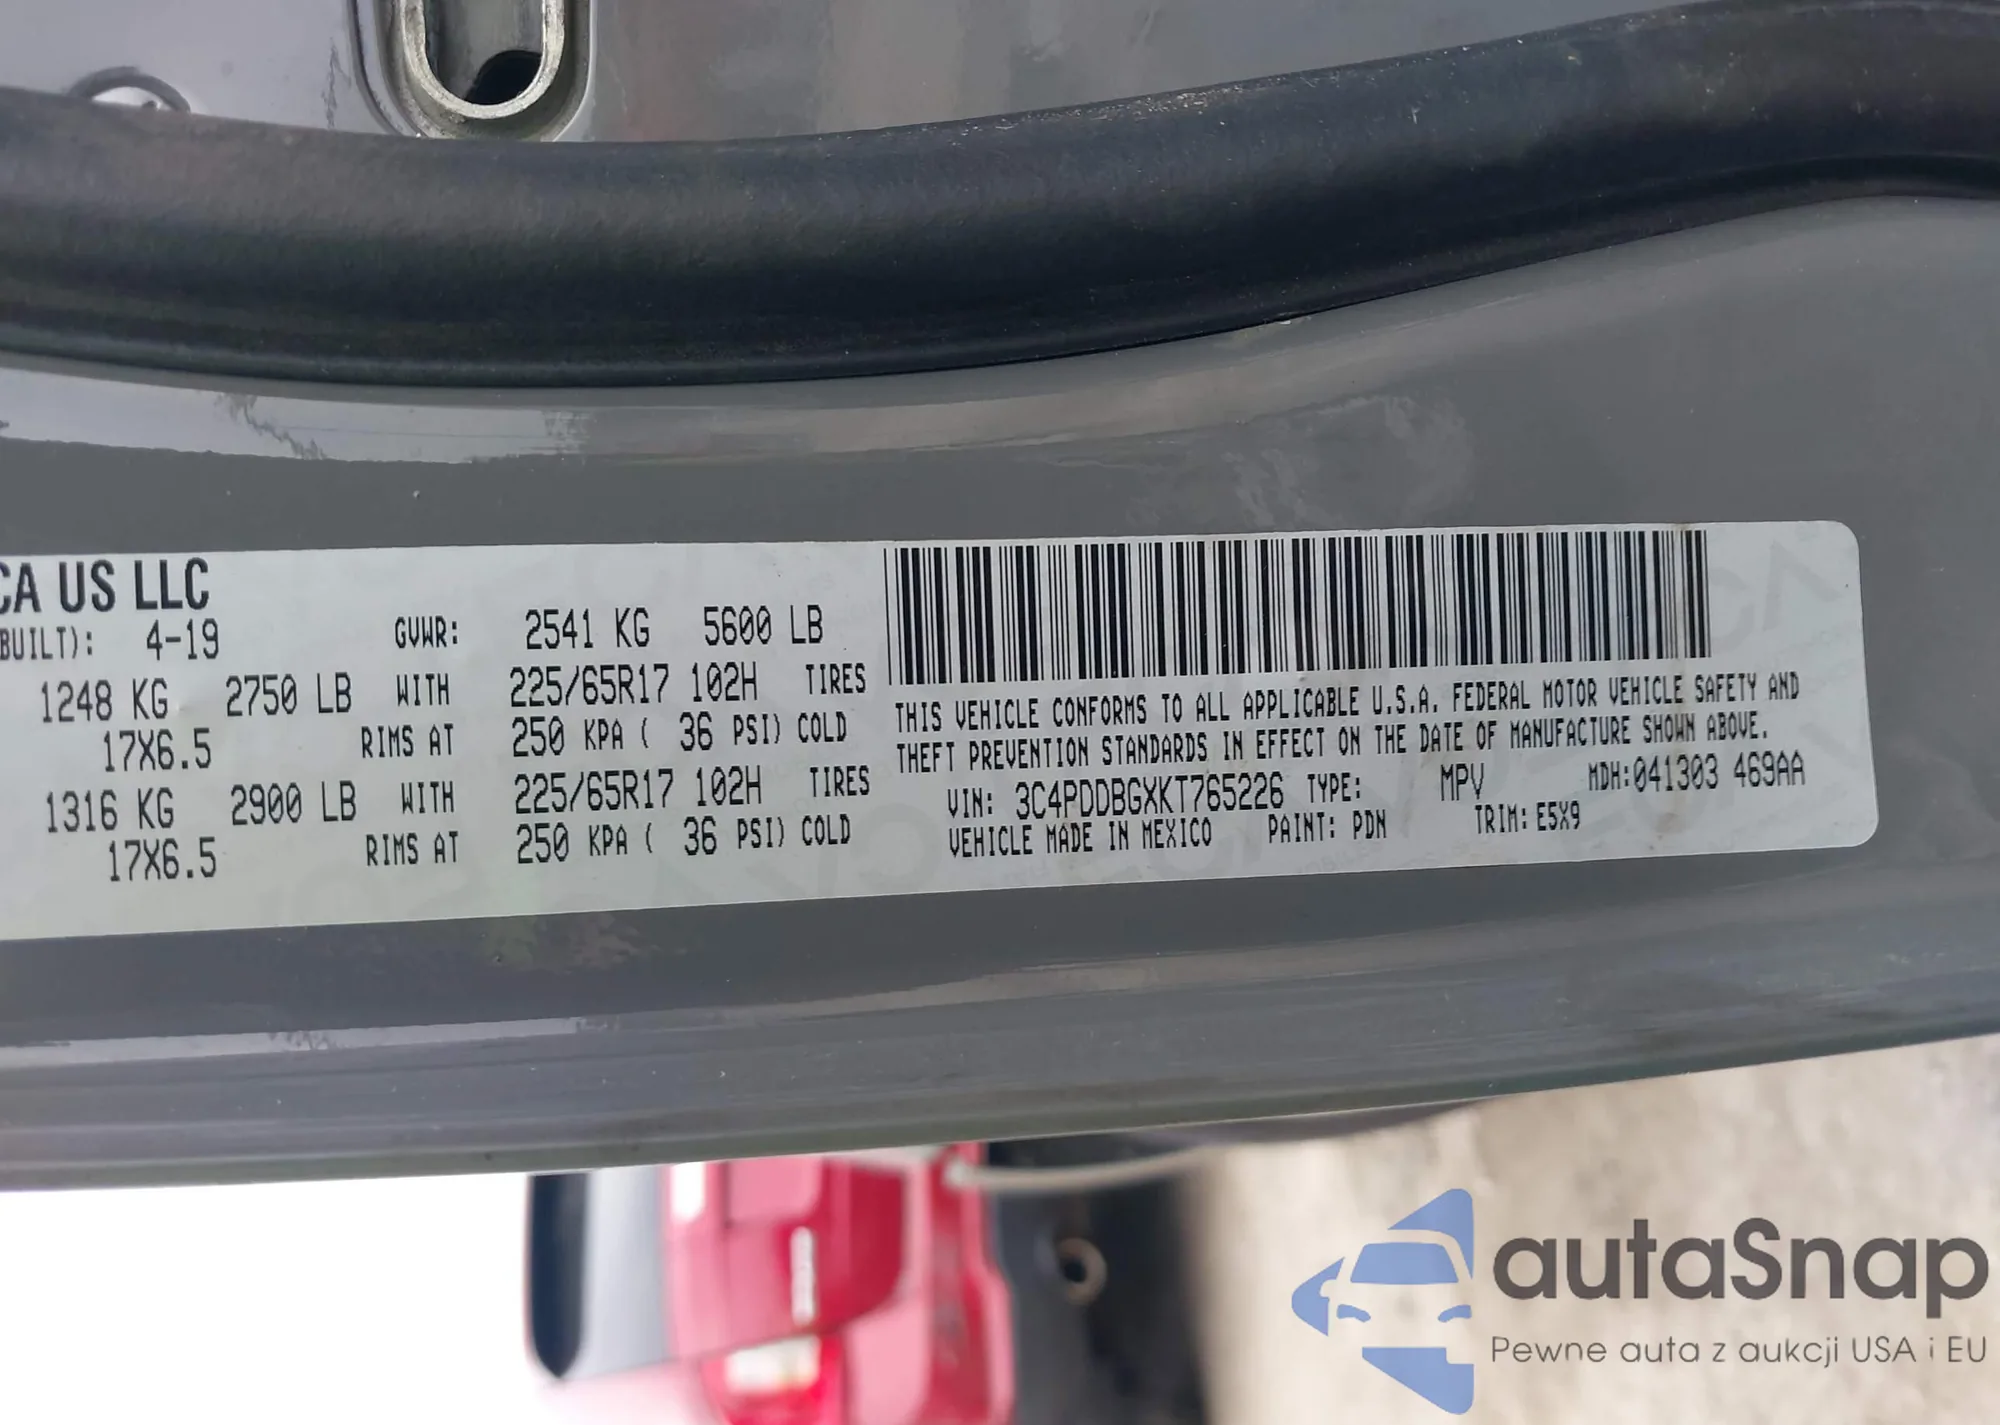 CA US LLC
BUILT): 4-19 GVWR: 2541 KG 5600 LB
1248 KG 2750 LB WITH 225/65R17 102H TIRES
17X6.5 RIMS AT 250 KPA ( 36 PSI) COLD
1316 KG 2900 LB WITH 225/65R17 102H TIRES
17X6.5 RIMS AT 250 KPA ( 36 PSI) COLD
THIS VEHICLE CONFORMS TO ALL APPLICABLE U.S.A. FEDERAL MOTOR VEHICLE SAFETY AND
THEFT PREVENTION STANDARDS IN EFFECT ON THE DATE OF MANUFACTURE SHOWN ABOVE.
VIN: 3C4PDDBGXKT765226 TYPE: MPV MDH:041303 469AA
VEHICLE MADE IN MEXICO PAINT: PDN TRIM: E5X9
autaSnap
Pewne auta z aukcji USA i EU